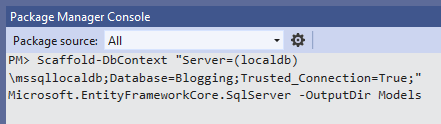 Package Manager Console
Package source: All
PM> Scaffold-DbContext "Server=(localdb)
\mssqllocaldb;Database=Blogging;Trusted_Connection=True;"
Microsoft.EntityFrameworkCore.SqlServer -OutputDir Models